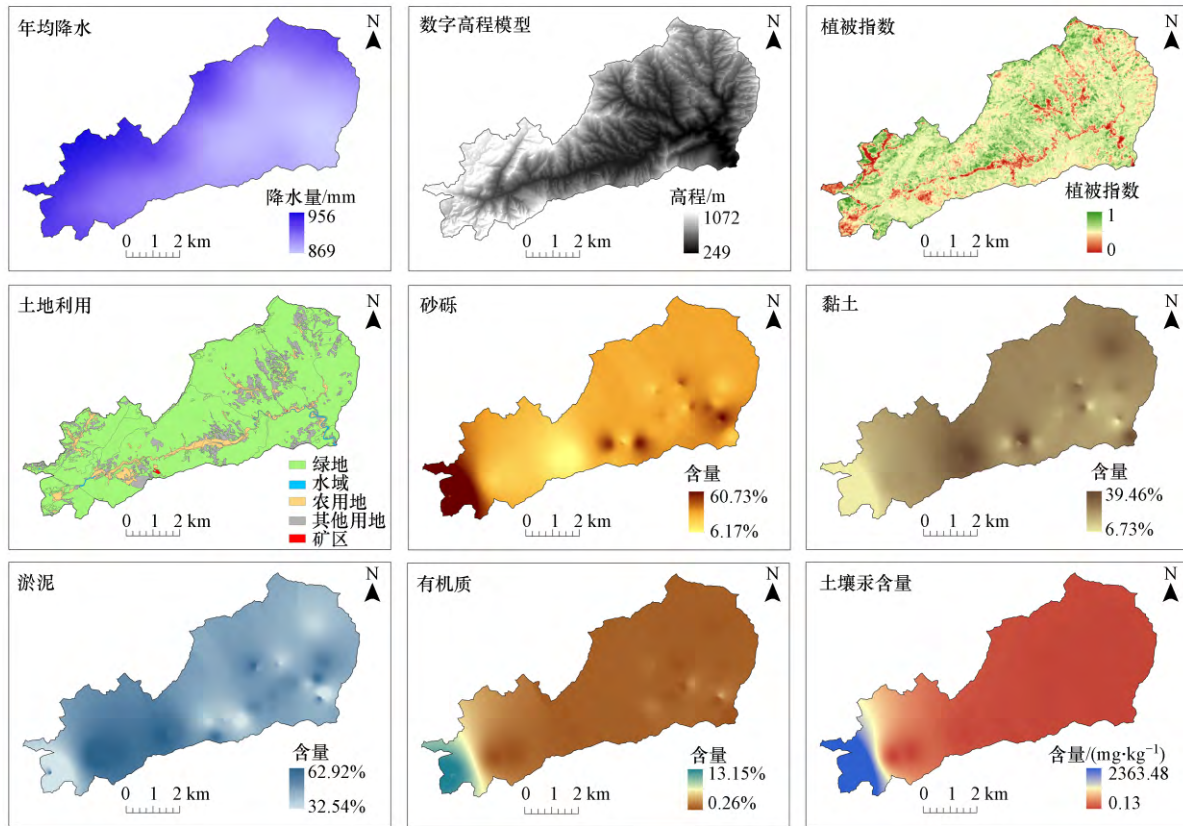 年均降水
N
降水量/mm
956
869
0 1 2 km
数字高程模型
N
高程/m
1072
249
0 1 2 km
植被指数
N
植被指数
1
0
0 1 2 km
土地利用
N
绿地
水域
农用地
其他用地
矿区
0 1 2 km
砂砾
N
含量
60.73%
6.17%
0 1 2 km
黏土
N
含量
39.46%
6.73%
0 1 2 km
淤泥
N
含量
62.92%
32.54%
0 1 2 km
有机质
N
含量
13.15%
0.26%
0 1 2 km
土壤汞含量
N
含量/(mg·kg⁻¹)
2363.48
0.13
0 1 2 km